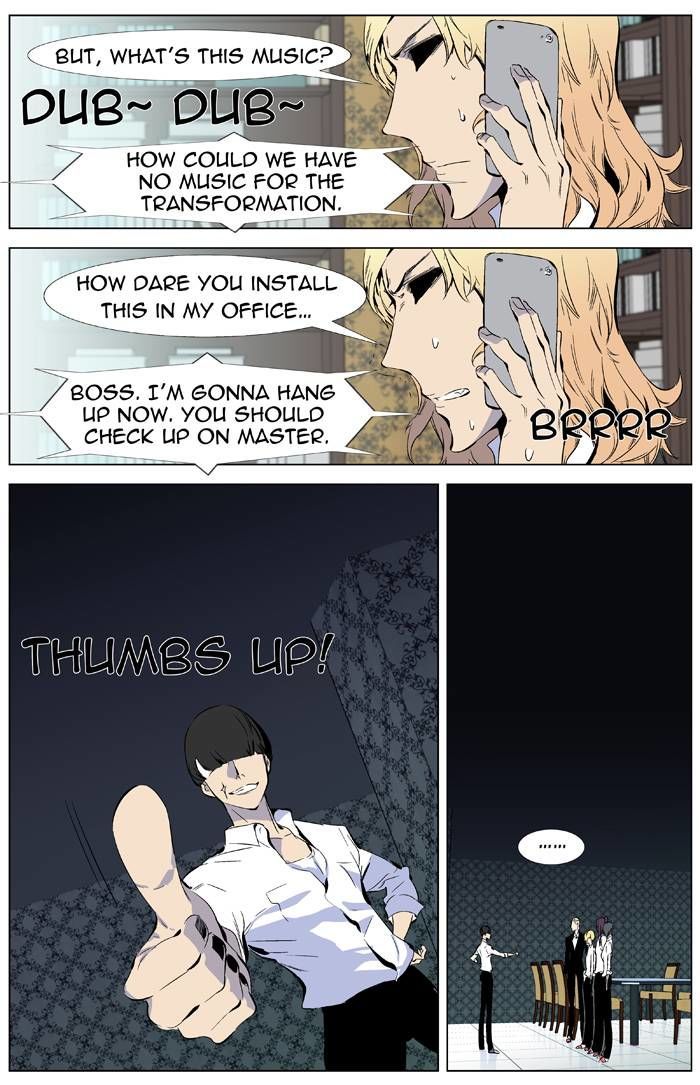 BUT, WHAT'S THIS MUSIC?
DUB~ DUB~
HOW COULD WE HAVE
NO MUSIC FOR THE
TRANSFORMATION.
HOW DARE YOU INSTALL
THIS IN MY OFFICE...
BOSS. I'M GONNA HANG
UP NOW. YOU SHOULD
CHECK UP ON MASTER.
BRRRR
THUMBS UP!
......